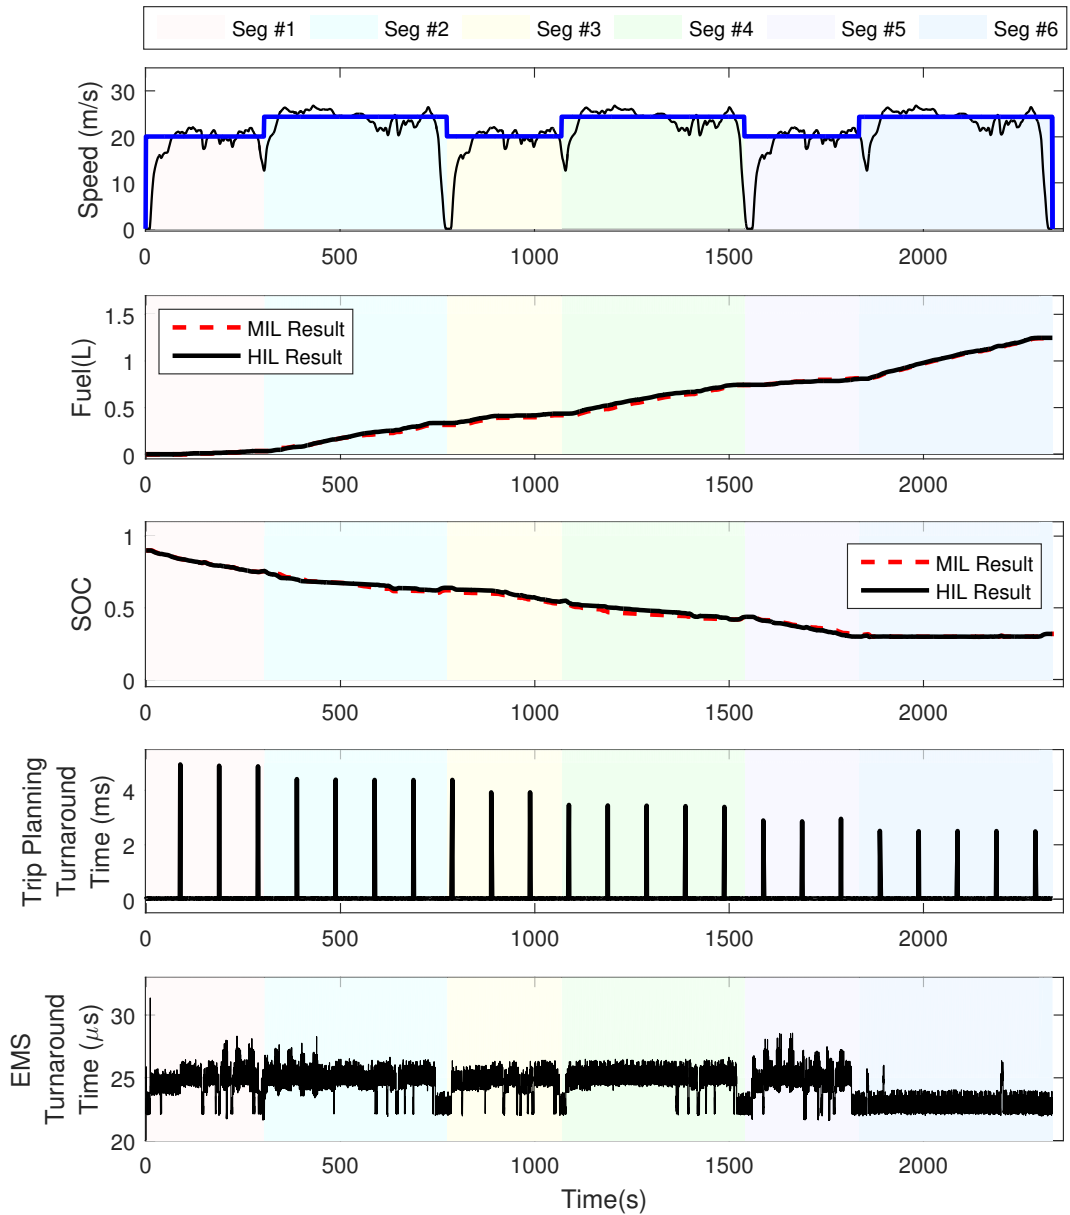 Seg #1 Seg #2 Seg #3 Seg #4 Seg #5 Seg #6
Speed (m/s)
30
20
10
0
0 500 1000 1500 2000
Fuel(L)
1.5
1
0.5
0
MIL Result
HIL Result
0 500 1000 1500 2000
SOC
1
0.5
0
MIL Result
HIL Result
0 500 1000 1500 2000
Trip Planning
Turnaround
Time (ms)
4
2
0
0 500 1000 1500 2000
EMS
Turnaround
Time (μs)
30
25
20
0 500 1000 1500 2000
Time(s)